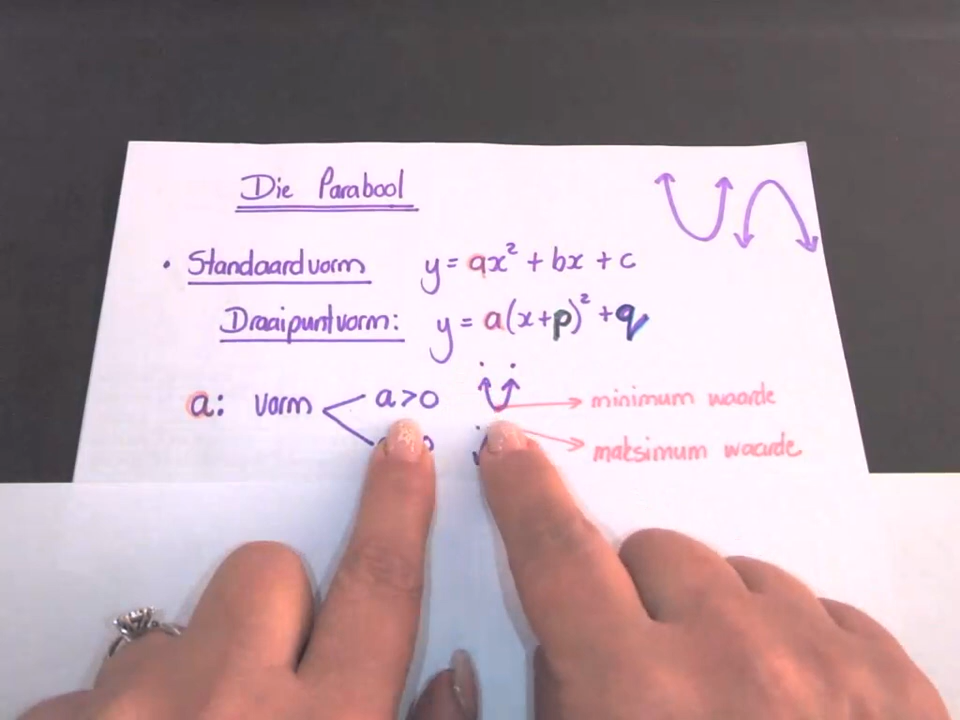 Die Parabool
• Standaardvorm y = ax² + bx + c
Draaipuntvorm: y = a(x+p)² + q
a: vorm a>0 → minimum waarde
→ maksimum waarde